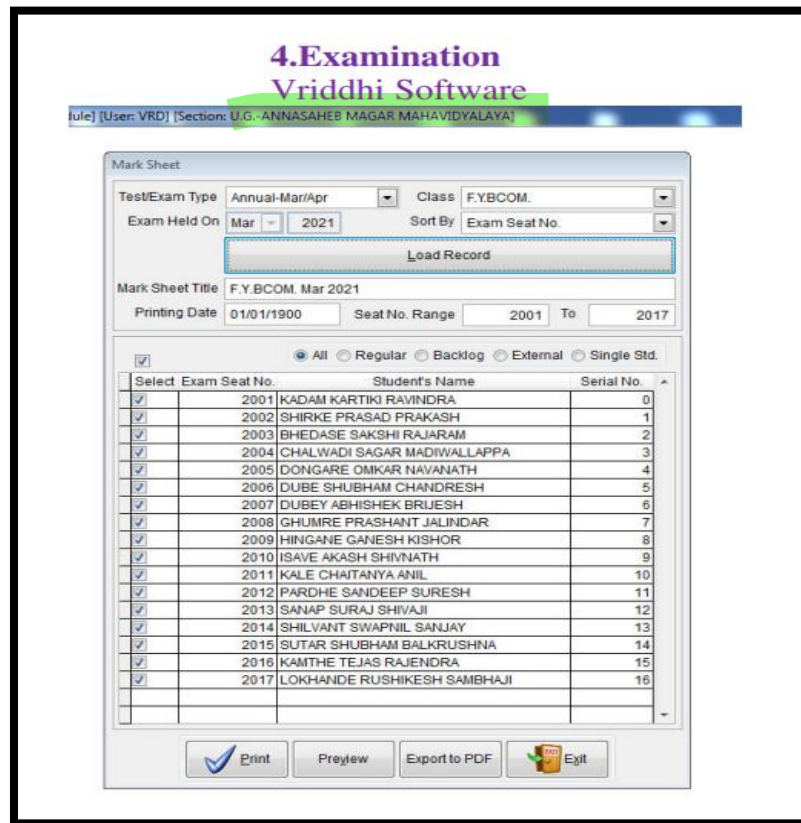 4.Examination
Vriddhi Software
dule] [User: VRD] [Section: U.G.-ANNASAHEB MAGAR MAHAVIDYALAYA]
Mark Sheet
Test/Exam Type Annual-Mar/Apr Class F.Y.BCOM.
Exam Held On Mar 2021 Sort By Exam Seat No.
Load Record
Mark Sheet Title F.Y.BCOM. Mar 2021
Printing Date 01/01/1900 Seat No. Range 2001 To 2017
All Regular Backlog External Single Std.
Select Exam Seat No. Student's Name Serial No.
2001 KADAM KARTIKI RAVINDRA 0
2002 SHIRKE PRASAD PRAKASH 1
2003 BHEDASE SAKSHI RAJARAM 2
2004 CHALWADI SAGAR MADIWALLAPPA 3
2005 DONGARE OMKAR NAVANATH 4
2006 DUBE SHUBHAM CHANDRESH 5
2007 DUBEY ABHISHEK BRIJESH 6
2008 GHUMRE PRASHANT JALINDAR 7
2009 HINGANE GANESH KISHOR 8
2010 ISAVE AKASH SHIVNATH 9
2011 KALE CHAITANYA ANIL 10
2012 PARDHE SANDEEP SURESH 11
2013 SANAP SURAJ SHIVAJI 12
2014 SHILVANT SWAPNIL SANJAY 13
2015 SUTAR SHUBHAM BALKRUSHNA 14
2016 KAMTHE TEJAS RAJENDRA 15
2017 LOKHANDE RUSHIKESH SAMBHAJI 16
Print Preview Export to PDF EXIT Exit